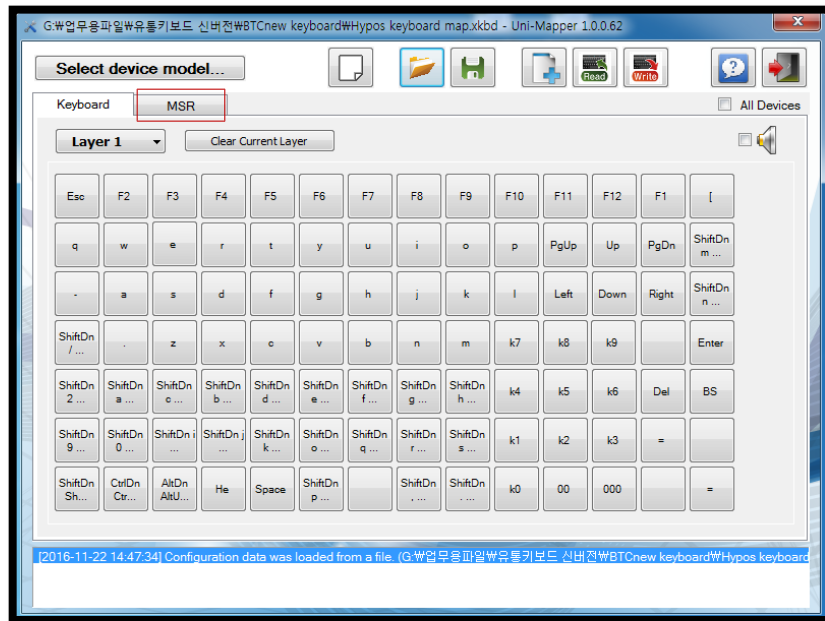 G:₩업무용파일₩유통키보드 신버전₩BTCnew keyboard₩Hypos keyboard map.xkbd - Uni-Mapper 1.0.0.62
Select device model...
Read
Write
?
Keyboard
MSR
All Devices
Layer 1
Clear Current Layer
Esc F2 F3 F4 F5 F6 F7 F8 F9 F10 F11 F12 F1 [
q w e r t y u i o p PgUp Up PgDn ShiftDn m ...
- a s d f g h j k l Left Down Right ShiftDn n ...
ShiftDn / ... . z x c v b n m k7 k8 k9 Enter
ShiftDn 2 ... ShiftDn a ... ShiftDn c ... ShiftDn b ... ShiftDn d ... ShiftDn e ... ShiftDn f ... ShiftDn g ... ShiftDn h ... k4 k5 k6 Del BS
ShiftDn 9 ... ShiftDn 0 ... ShiftDn i ... ShiftDn j ... ShiftDn k ... ShiftDn o ... ShiftDn q ... ShiftDn r ... ShiftDn s ... k1 k2 k3 =
ShiftDn Sh... CtrlDn Ctr... AltDn AltU... He Space ShiftDn p ... ShiftDn , ... ShiftDn . ... k0 00 000 =
[2016-11-22 14:47:34] Configuration data was loaded from a file. (G:₩업무용파일₩유통키보드 신버전₩BTCnew keyboard₩Hypos keyboard